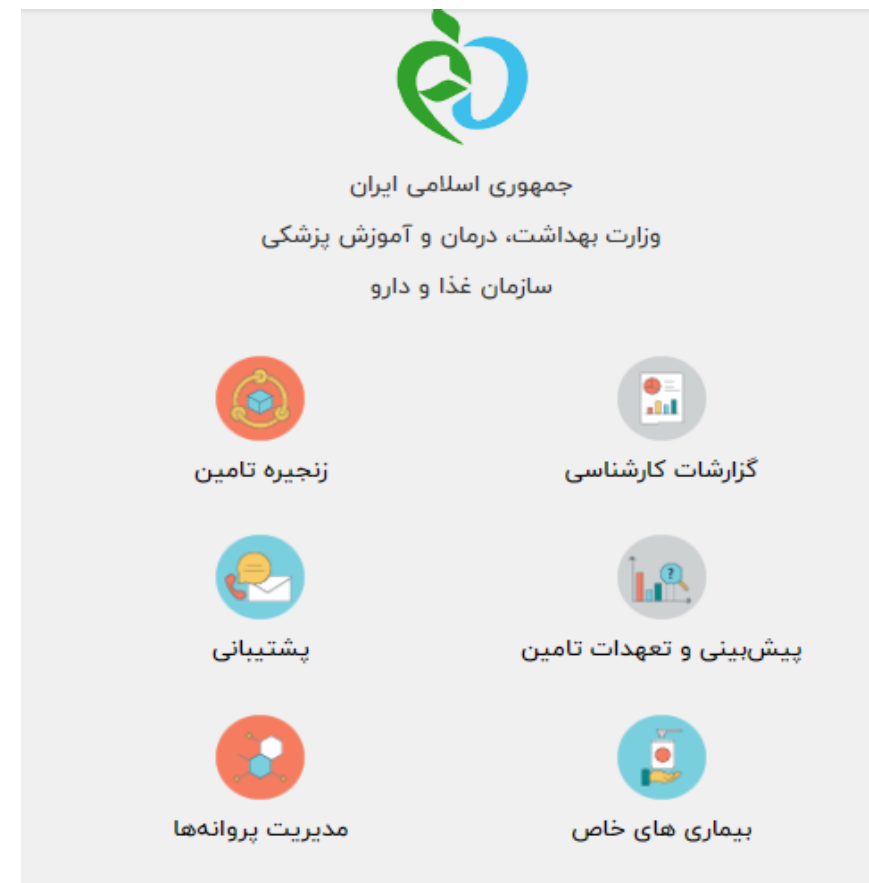 جمهوری اسلامی ایران
وزارت بهداشت، درمان و آموزش پزشکی
سازمان غذا و دارو
گزارشات کارشناسی
زنجیره تامین
پیش‌بینی و تعهدات تامین
پشتیبانی
بیماری های خاص
مدیریت پروانه‌ها